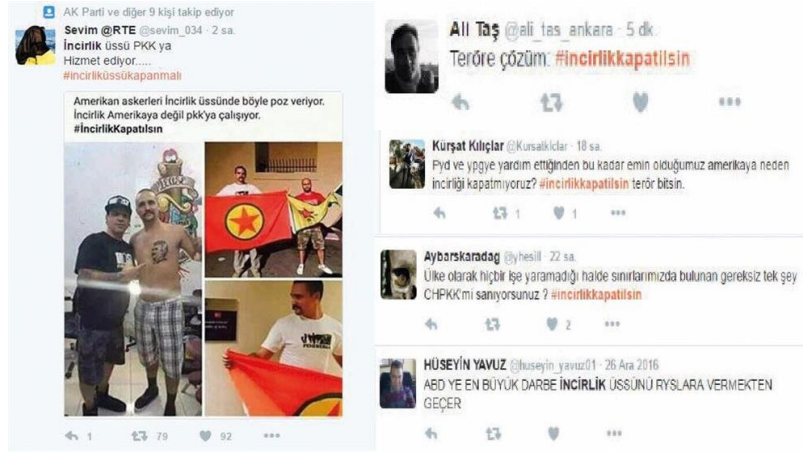 AK Parti ve diğer 9 kişi takip ediyor
Sevim @RTE @sevim_034 · 2 sa.
İncirlik üssü PKK ya
Hizmet ediyor.....
#incirliküssükapanmalı
Amerikan askerleri İncirlik üssünde böyle poz veriyor.
İncirlik Amerikaya değil pkk'ya çalışıyor.
#İncirlikKapatılsın
1 79 92
Ali Taş @ali_tas_ankara · 5 dk.
Teröre çözüm: #incirlikkapatilsin
Kürşat Kılıçlar @Kursatkiclar · 18 sa.
Pyd ve ypgye yardım ettiğinden bu kadar emin olduğumuz amerikaya neden
incirliği kapatmıyoruz? #incirlikkapatilsin terör bitsin.
1 1
Aybarskaradag @yhesill · 22 sa.
Ülke olarak hiçbir işe yaramadığı halde sınırlarımızda bulunan gereksiz tek şey
CHPKK'mi sanıyorsunuz ? #incirlikkapatilsin
2
HÜSEYİN YAVUZ @huseyin_yavuz01 · 26 Ara 2016
ABD YE EN BÜYÜK DARBE İNCİRLİK ÜSSÜNÜ RYSLARA VERMEKTEN
GEÇER